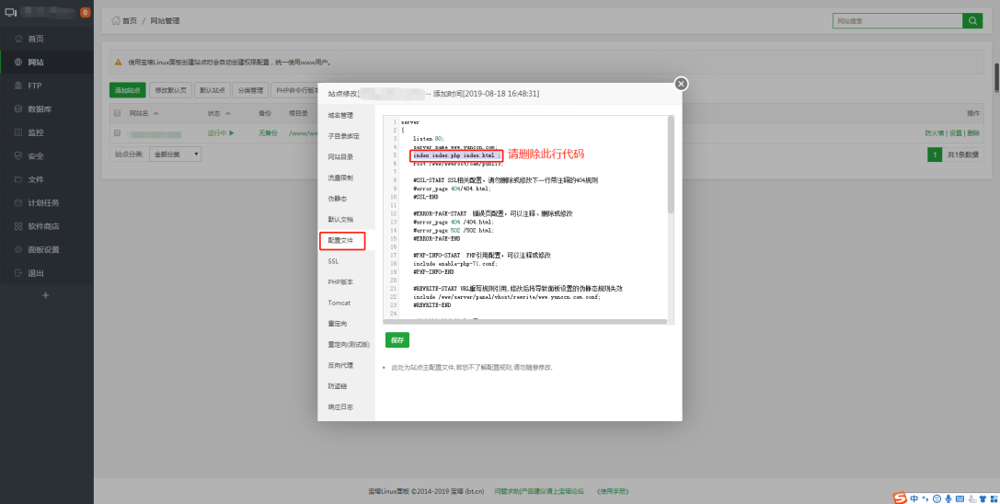 0
首页
网站
FTP
数据库
监控
安全
文件
计划任务
软件商店
面板设置
退出
+
首页 / 网站管理
网站搜索
使用宝塔Linux面板创建站点时会自动创建权限配置，统一使用www用户。
添加站点
修改默认页
默认站点
分类管理
PHP命令行版本
网站名
状态
备份
根目录
操作
运行中
无备份
/www/ww
防火墙 | 设置 | 删除
站点分类:
全部分类
1
共1条数据
站点修改[
-- 添加时间[2019-08-18 16:48:31]
域名管理
子目录绑定
网站目录
流量限制
伪静态
默认文档
配置文件
SSL
PHP版本
Tomcat
重定向
重定向(测试版)
反向代理
防盗链
响应日志
1 server
2 {
3 listen 80;
4 server_name www.yunccn.com;
5 index index.php index.html ;
请删除此行代码
6 root /www/wwwroot/oem/public;
7
8 #SSL-START SSL相关配置，请勿删除或修改下一行带注释的404规则
9 #error_page 404/404.html;
10 #SSL-END
11
12 #ERROR-PAGE-START 错误页配置，可以注释、删除或修改
13 #error_page 404 /404.html;
14 #error_page 502 /502.html;
15 #ERROR-PAGE-END
16
17 #PHP-INFO-START PHP引用配置，可以注释或修改
18 include enable-php-71.conf;
19 #PHP-INFO-END
20
21 #REWRITE-START URL重写规则引用,修改后将导致面板设置的伪静态规则失效
22 include /www/server/panel/vhost/rewrite/www.yunccn.com.conf;
23 #REWRITE-END
24
保存
此处为站点主配置文件,若您不了解配置规则,请勿随意修改.
宝塔Linux面板 ©2014-2019 宝塔 (bt.cn)
问题求助|产品建议请上宝塔论坛
《使用手册》
中